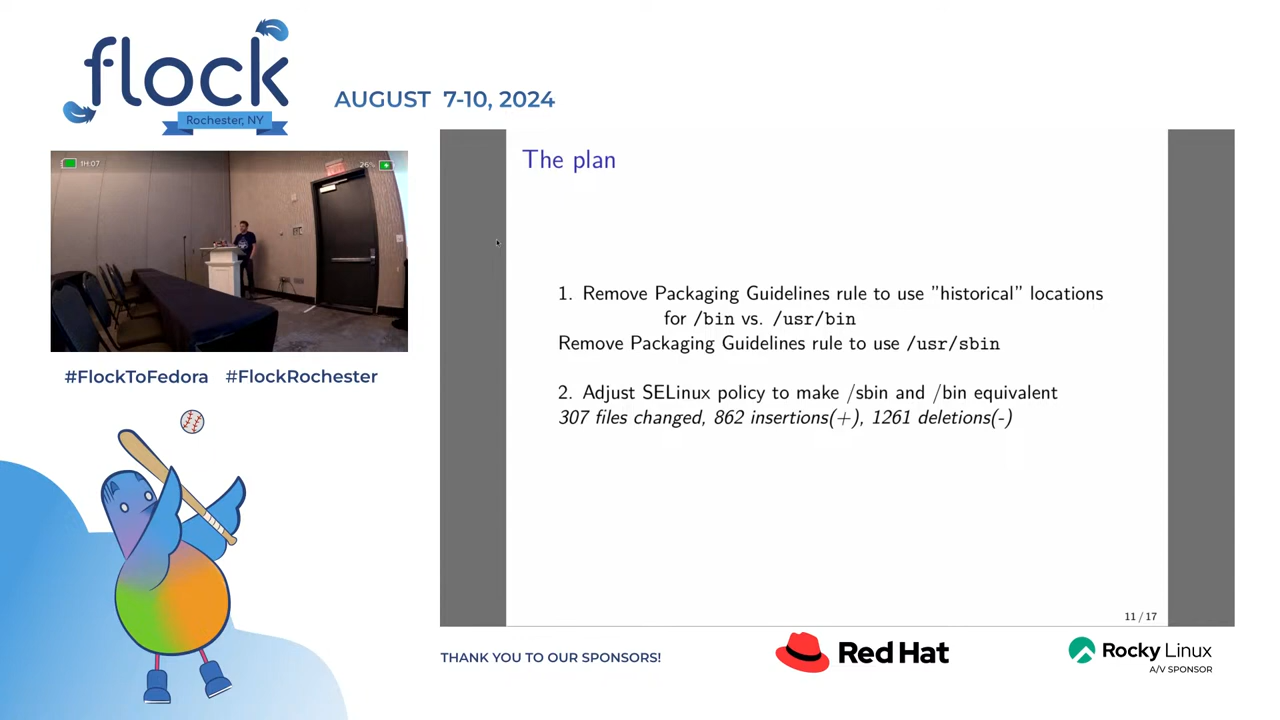 flock
Rochester, NY
AUGUST 7-10, 2024
1H:07
26%
#FlockToFedora #FlockRochester
The plan
1. Remove Packaging Guidelines rule to use "historical" locations
for /bin vs. /usr/bin
Remove Packaging Guidelines rule to use /usr/sbin
2. Adjust SELinux policy to make /sbin and /bin equivalent
307 files changed, 862 insertions(+), 1261 deletions(-)
11 / 17
THANK YOU TO OUR SPONSORS!
Red Hat
Rocky Linux
A/V SPONSOR